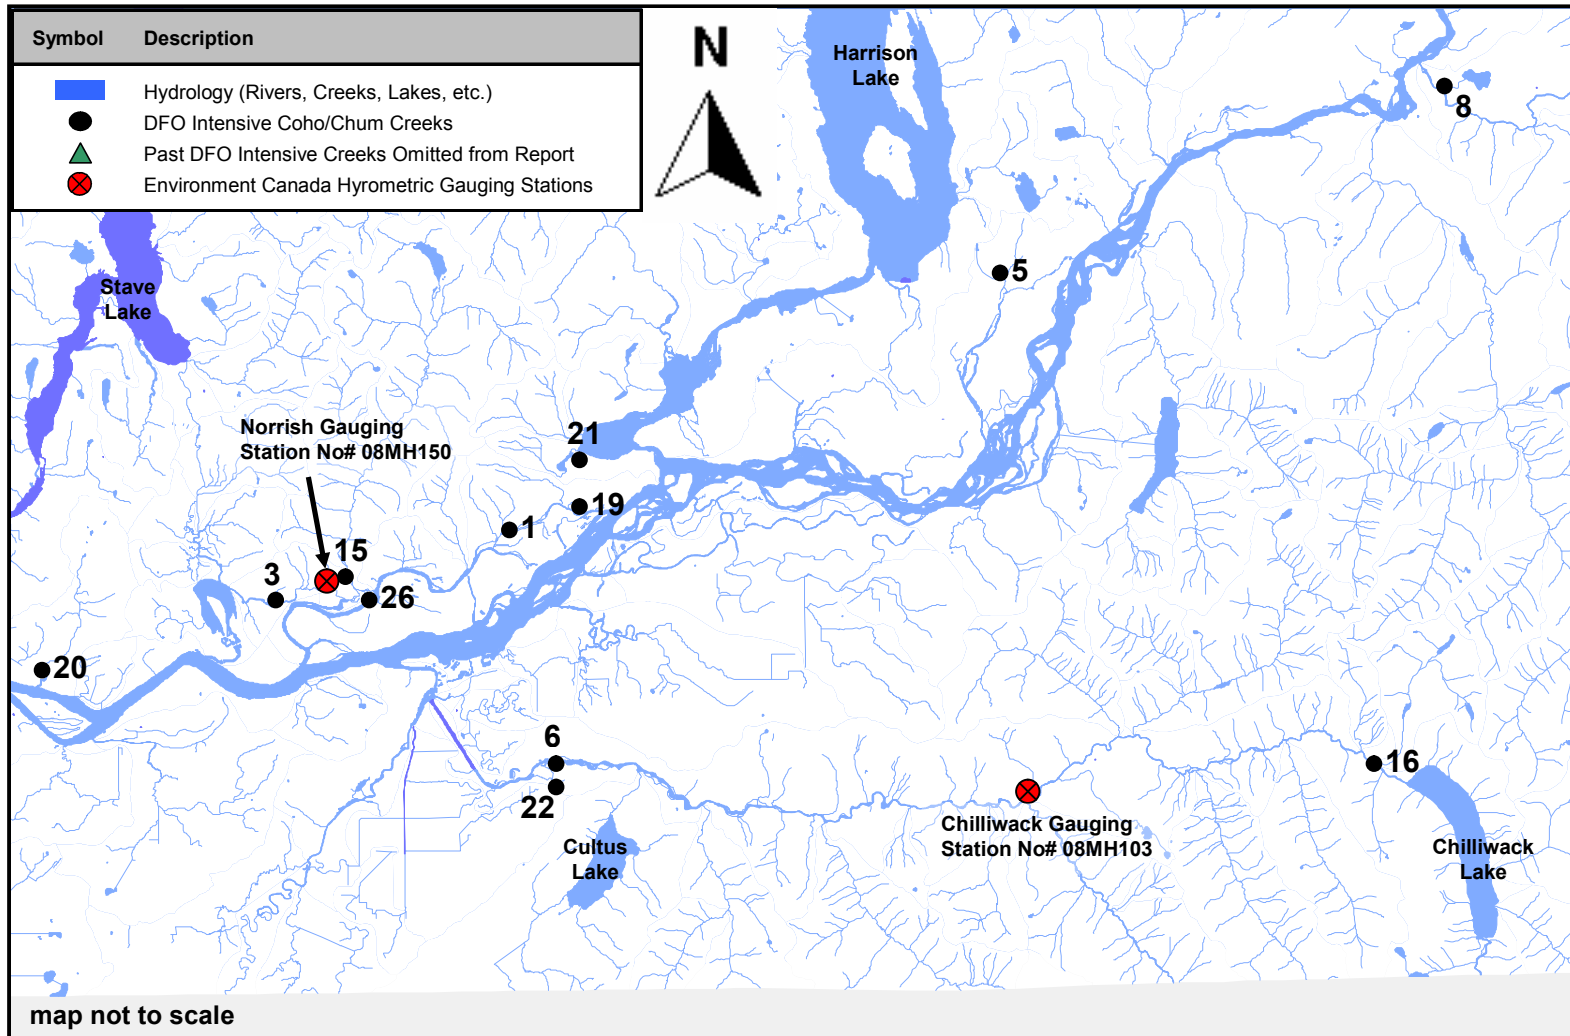 Symbol Description
Hydrology (Rivers, Creeks, Lakes, etc.)
DFO Intensive Coho/Chum Creeks
Past DFO Intensive Creeks Omitted from Report
Environment Canada Hyrometric Gauging Stations
N
Harrison
Lake
8
5
Stave
Lake
Norrish Gauging
Station No# 08MH150
21
19
1
15
3
26
20
6
22
16
Cultus
Lake
Chilliwack Gauging
Station No# 08MH103
Chilliwack
Lake
map not to scale